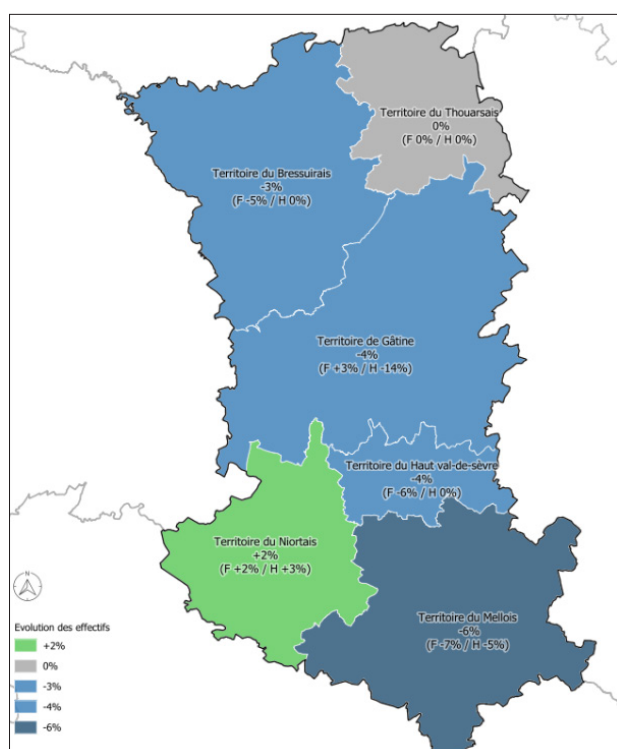 Territoire du Thouarsais
0%
(F 0% / H 0%)
Territoire du Bressuirais
-3%
(F -5% / H 0%)
Territoire de Gâtine
-4%
(F +3% / H -14%)
Territoire du Haut val-de-sèvre
-4%
(F -6% / H 0%)
Territoire du Niortais
+2%
(F +2% / H +3%)
Territoire du Mellois
-6%
(F -7% / H -5%)
Evolution des effectifs
+2%
0%
-3%
-4%
-6%